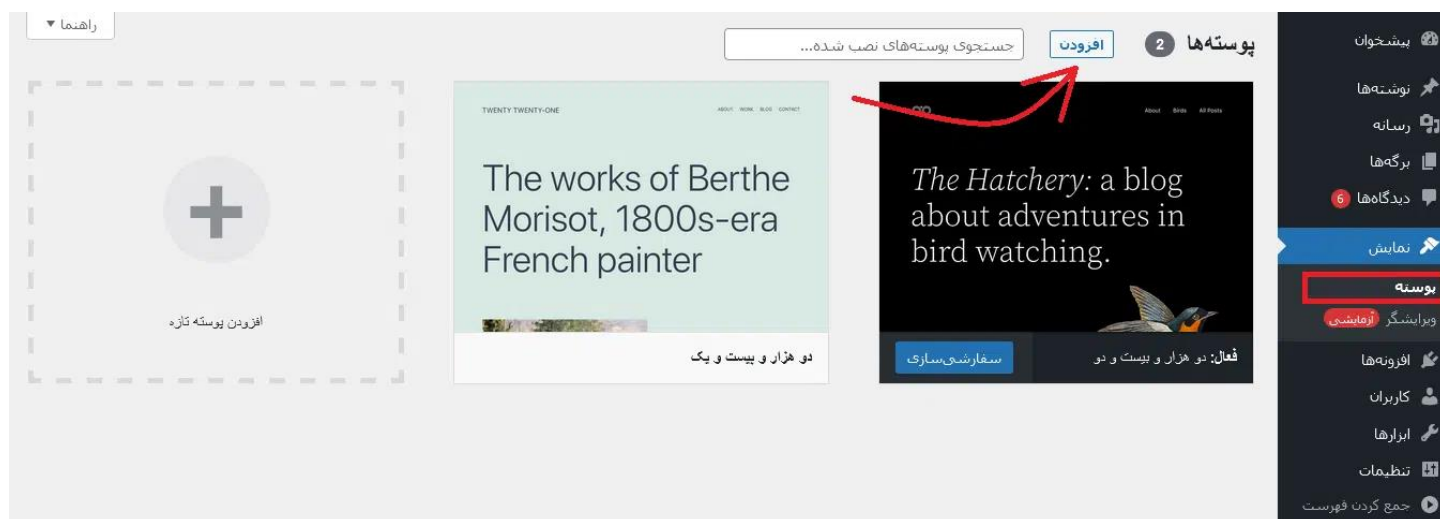 پیشخوان
نوشته‌ها
رسانه
برگه‌ها
دیدگاه‌ها 6
نمایش
پوسته
ویرایشگر آزمایشی
افزونه‌ها
کاربران
ابزارها
تنظیمات
جمع کردن فهرست
راهنما
پوسته‌ها 2 افزودن جستجوی پوسته‌های نصب شده...
About Birds All Posts
The Hatchery: a blog
about adventures in
bird watching.
فعال: دو هزار و بیست و دو سفارشی‌سازی
TWENTY TWENTY-ONE ABOUT WORK BLOG CONTACT
The works of Berthe
Morisot, 1800s-era
French painter
دو هزار و بیست و یک
افزودن پوسته تازه